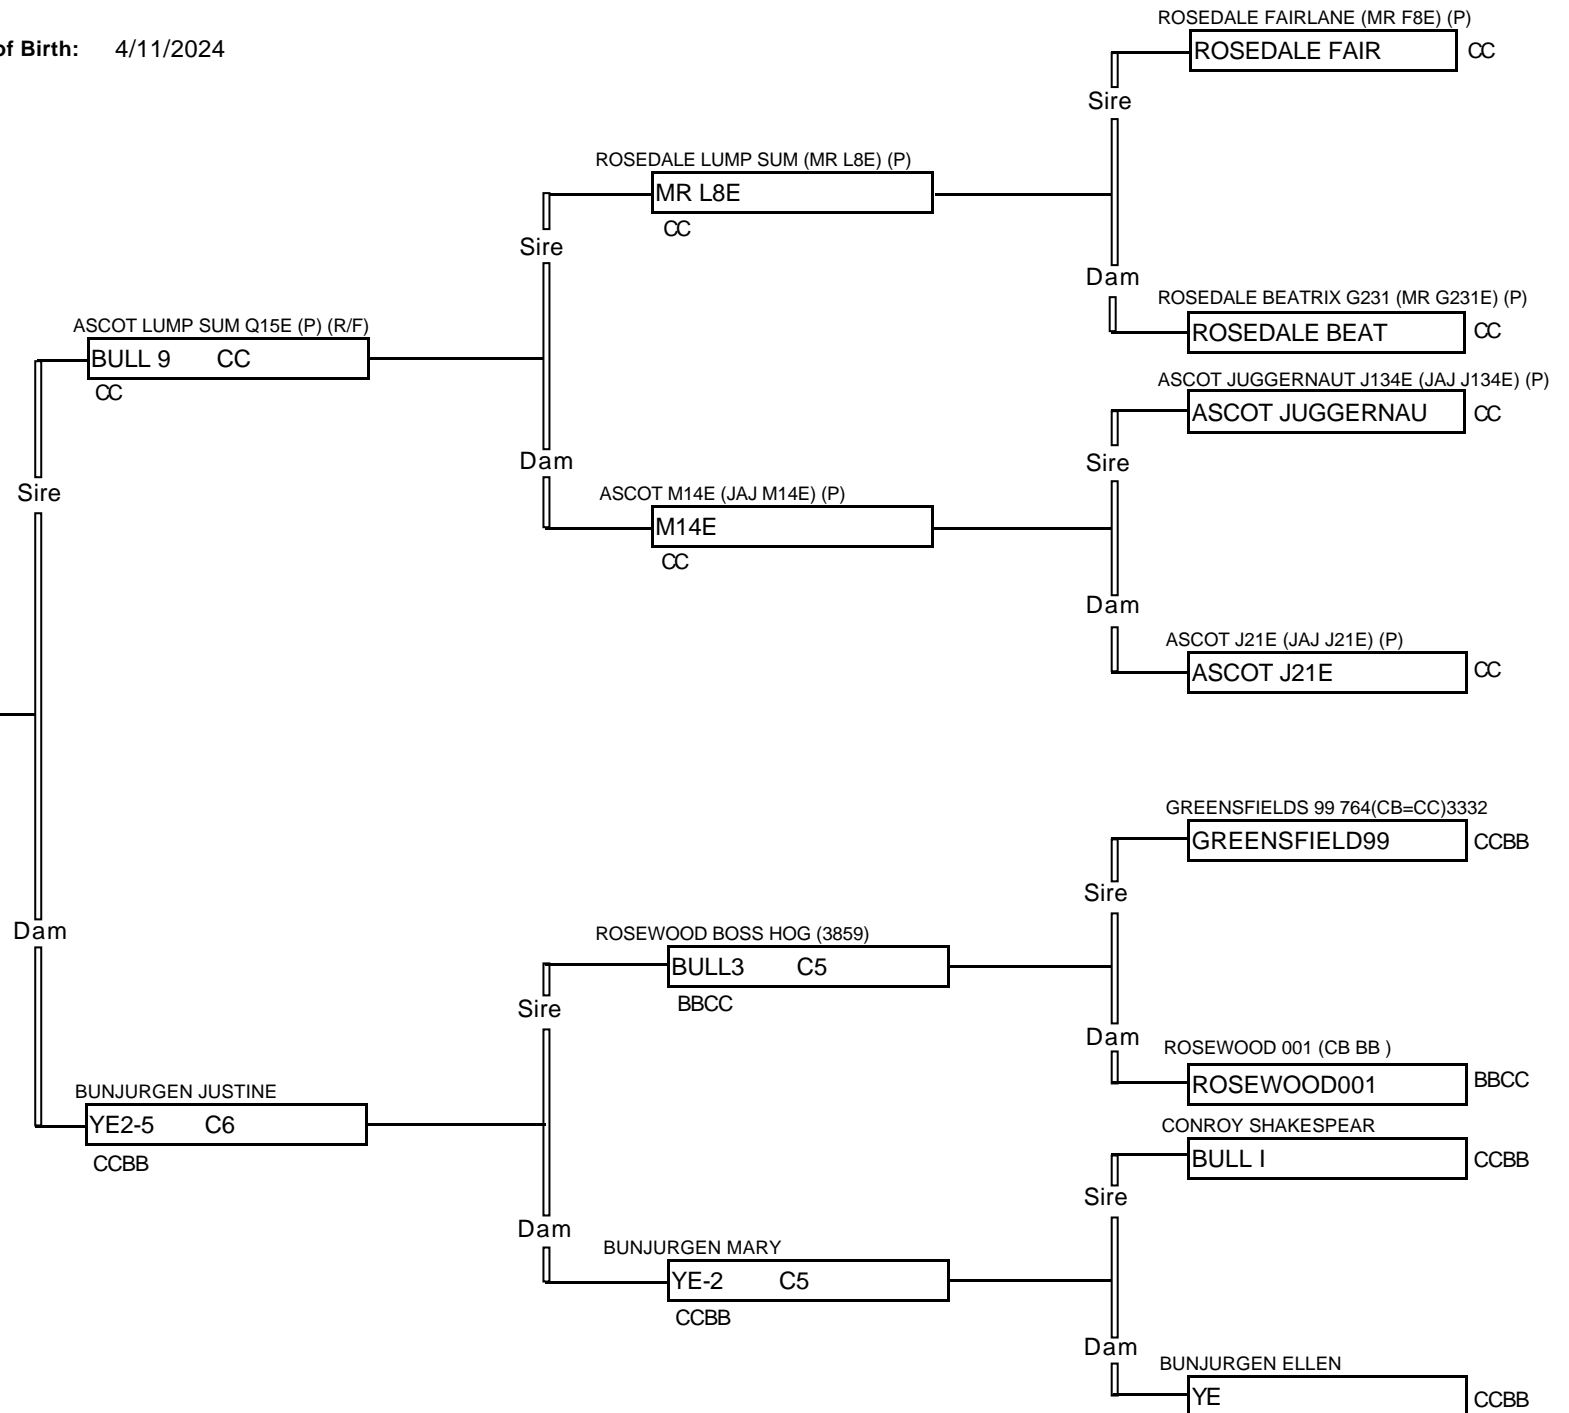 of Birth: 4/11/2024
ROSEDALE FAIRLANE (MR F8E) (P)
ROSEDALE FAIR CC
Sire
ROSEDALE LUMP SUM (MR L8E) (P)
MR L8E
CC
Sire
Dam
ROSEDALE BEATRIX G231 (MR G231E) (P)
ROSEDALE BEAT CC
ASCOT LUMP SUM Q15E (P) (R/F)
BULL 9 CC
CC
ASCOT JUGGERNAUT J134E (JAJ J134E) (P)
ASCOT JUGGERNAU CC
Dam
Sire
Sire
ASCOT M14E (JAJ M14E) (P)
M14E
CC
Dam
ASCOT J21E (JAJ J21E) (P)
ASCOT J21E CC
GREENSFIELDS 99 764(CB=CC)3332
GREENSFIELD99 CCBB
Sire
Dam
ROSEWOOD BOSS HOG (3859)
BULL3 C5
BBCC
Sire
Dam
ROSEWOOD 001 (CB BB )
ROSEWOOD001 BBCC
BUNJURGEN JUSTINE
YE2-5 C6
CCBB
CONROY SHAKESPEAR
BULL I CCBB
Sire
Dam
BUNJURGEN MARY
YE-2 C5
CCBB
Dam
BUNJURGEN ELLEN
YE CCBB